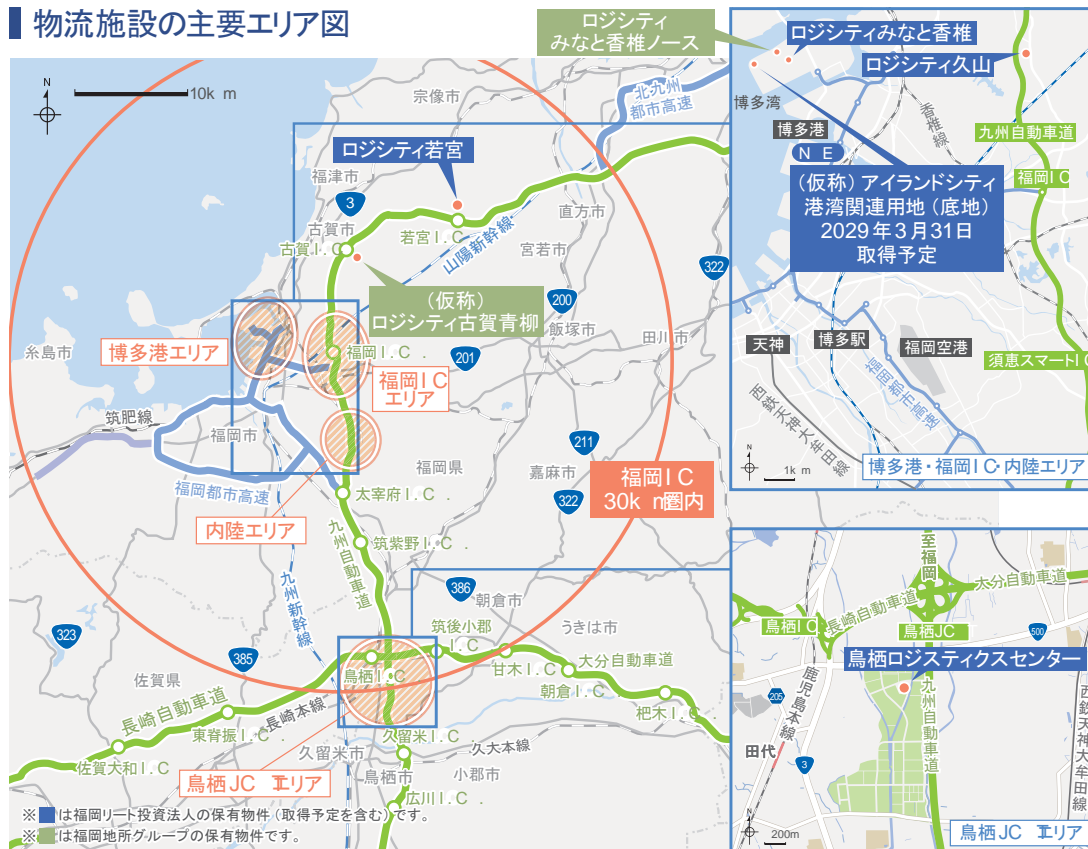 物流施設の主要エリア図
N
10k m
宗像市
北九州
都市高速
ロジシティ若宮
福津市
3
古賀市
古賀I.C
若宮I.C
山陽新幹線
直方市
宮若市
322
(仮称)
ロジシティ古賀青柳
200
飯塚市
田川市
糸島市
博多港エリア
福岡I.C .
201
福岡IC
エリア
筑肥線
福岡市
福岡県
211
嘉麻市
322
福岡IC
30k m圏内
福岡都市高速
太宰府I.C .
内陸エリア
筑紫野I.C .
九州自動車道
九州新幹線
386
朝倉市
323
筑後小郡
I.C .
うきは市
385
鳥栖I.C
甘木I.C .
大分自動車道
佐賀県
朝倉I.C .
杷木I.C .
長崎自動車道
長崎本線
東脊振I.C .
久留米I.C
久大本線
久留米市
佐賀大和I.C .
鳥栖市
小郡市
鳥栖JC エリア
広川I.C .
※ は福岡リート投資法人の保有物件(取得予定を含む)です。
※ は福岡地所グループの保有物件です。
ロジシティ
みなと香椎ノース
ロジシティみなと香椎
ロジシティ久山
博多湾
香椎線
博多港
九州自動車道
N E
福岡IC
(仮称)アイランドシティ
港湾関連用地(底地)
2029年3月31日
取得予定
天神
博多駅
福岡空港
須恵スマートIC
福岡都市高速
西鉄天神大牟田線
N
1k m
博多港・福岡IC・内陸エリア
至福岡
大分自動車道
長崎自動車道
鳥栖IC
鳥栖JC
500
鳥栖ロジスティクスセンター
205
鹿児島本線
九州自動車道
西鉄天神大牟田線
田代
3
N
200m
鳥栖JC エリア